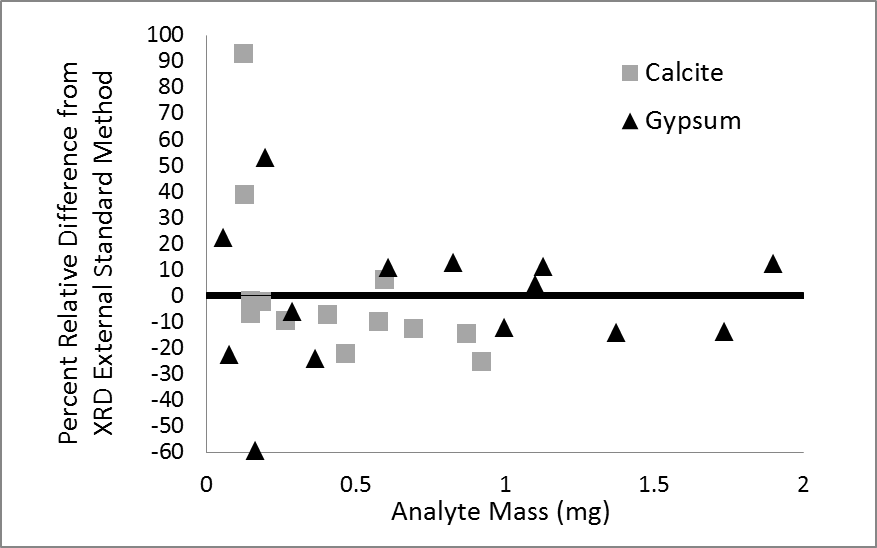 Percent Relative Difference from
XRD External Standard Method
100
90
80
70
60
50
40
30
20
10
0
-10
-20
-30
-40
-50
-60
Calcite
Gypsum
0 0.5 1 1.5 2
Analyte Mass (mg)